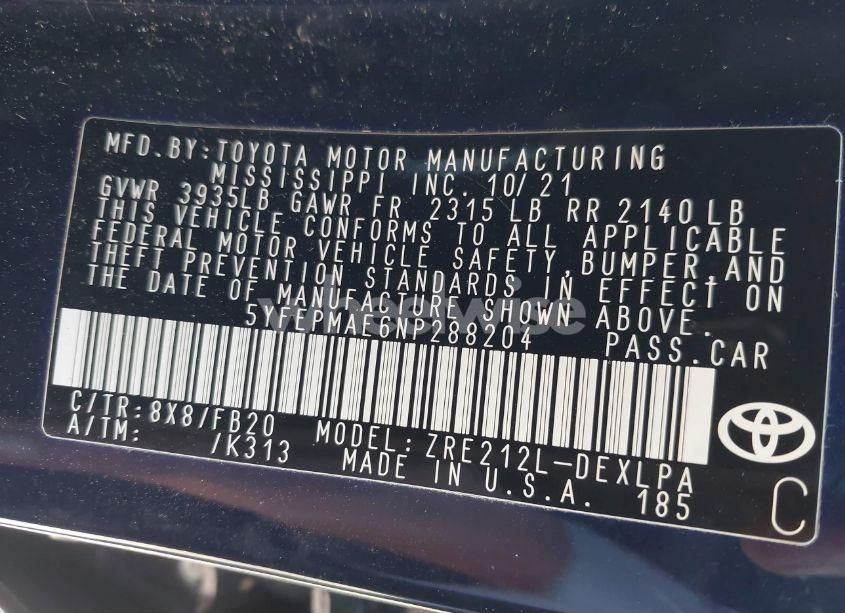 MFD.BY:TOYOTA MOTOR MANUFACTURING
MISSISSIPPI INC. 10/21
GVWR 3935LB GAWR FR 2315 LB RR 2140 LB
THIS VEHICLE CONFORMS TO ALL APPLICABLE
FEDERAL MOTOR VEHICLE SAFETY, BUMPER, AND
THEFT PREVENTION STANDARDS IN EFFECT ON
THE DATE OF MANUFACTURE SHOWN ABOVE.
5YFEPMAE6NP288204 PASS.CAR
C/TR:8X8/FB20 MODEL:ZRE212L-DEXLPA
A/TM: /K313 MADE IN U.S.A. 185
C